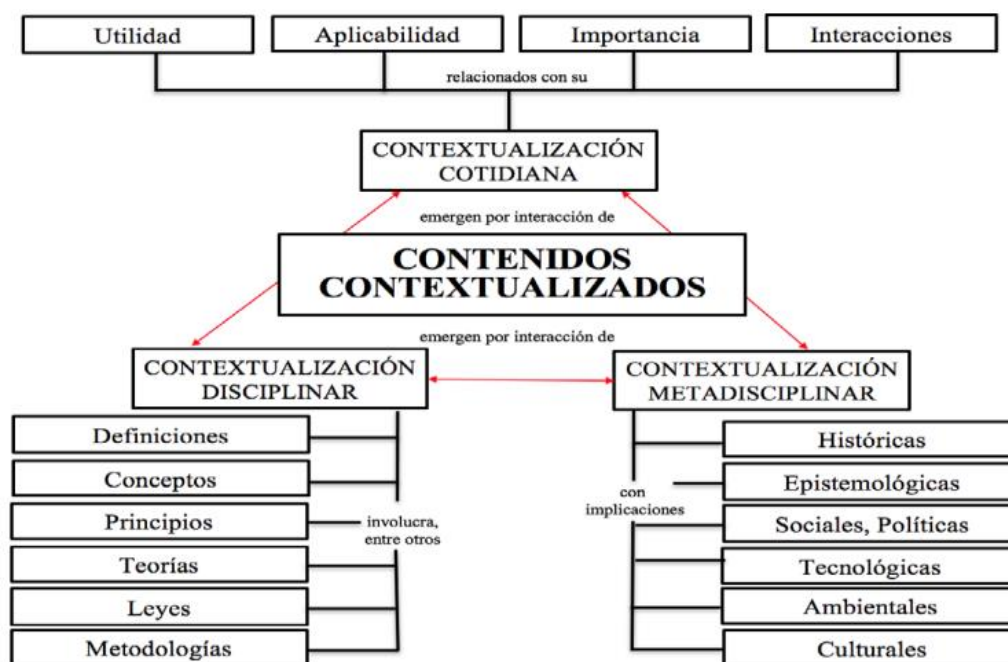 Utilidad
Aplicabilidad
Importancia
Interacciones
relacionados con su
CONTEXTUALIZACIÓN
COTIDIANA
emergen por interacción de
CONTENIDOS
CONTEXTUALIZADOS
emergen por interacción de
CONTEXTUALIZACIÓN
DISCIPLINAR
CONTEXTUALIZACIÓN
METADISCIPLINAR
Definiciones
Conceptos
Principios
Teorías
Leyes
Metodologías
involucra,
entre otros
con
implicaciones
Históricas
Epistemológicas
Sociales, Políticas
Tecnológicas
Ambientales
Culturales